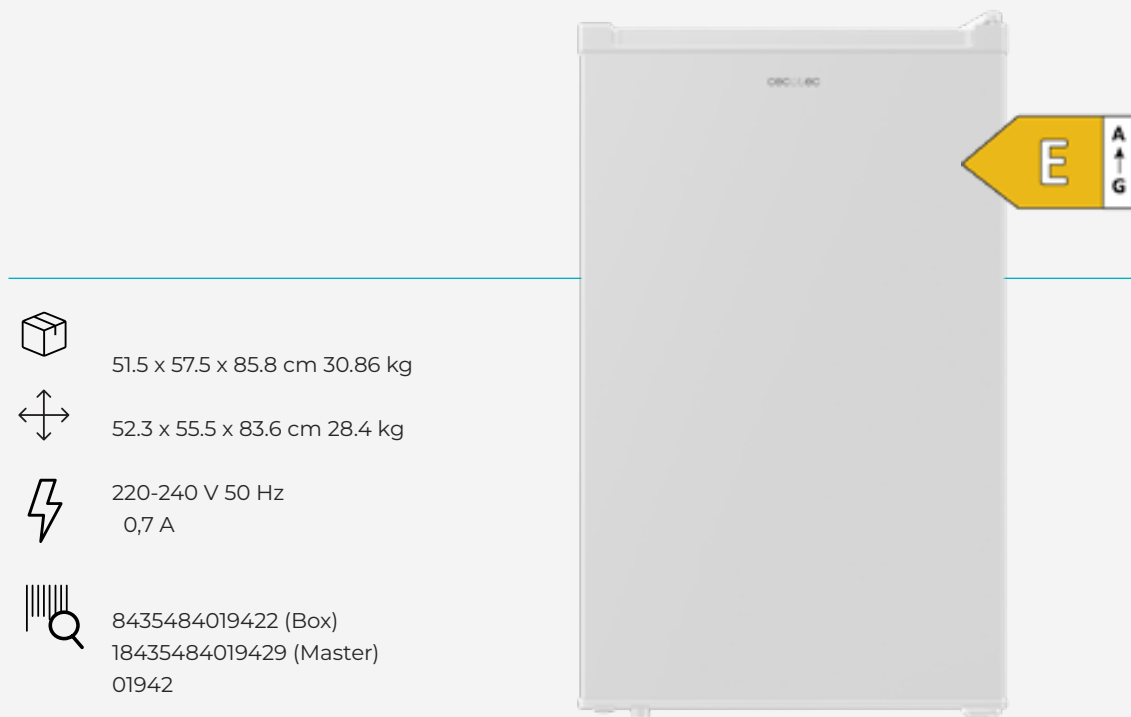 cecotec
E
A
G
51.5 x 57.5 x 85.8 cm 30.86 kg
52.3 x 55.5 x 83.6 cm 28.4 kg
220-240 V 50 Hz
0,7 A
8435484019422 (Box)
18435484019429 (Master)
01942